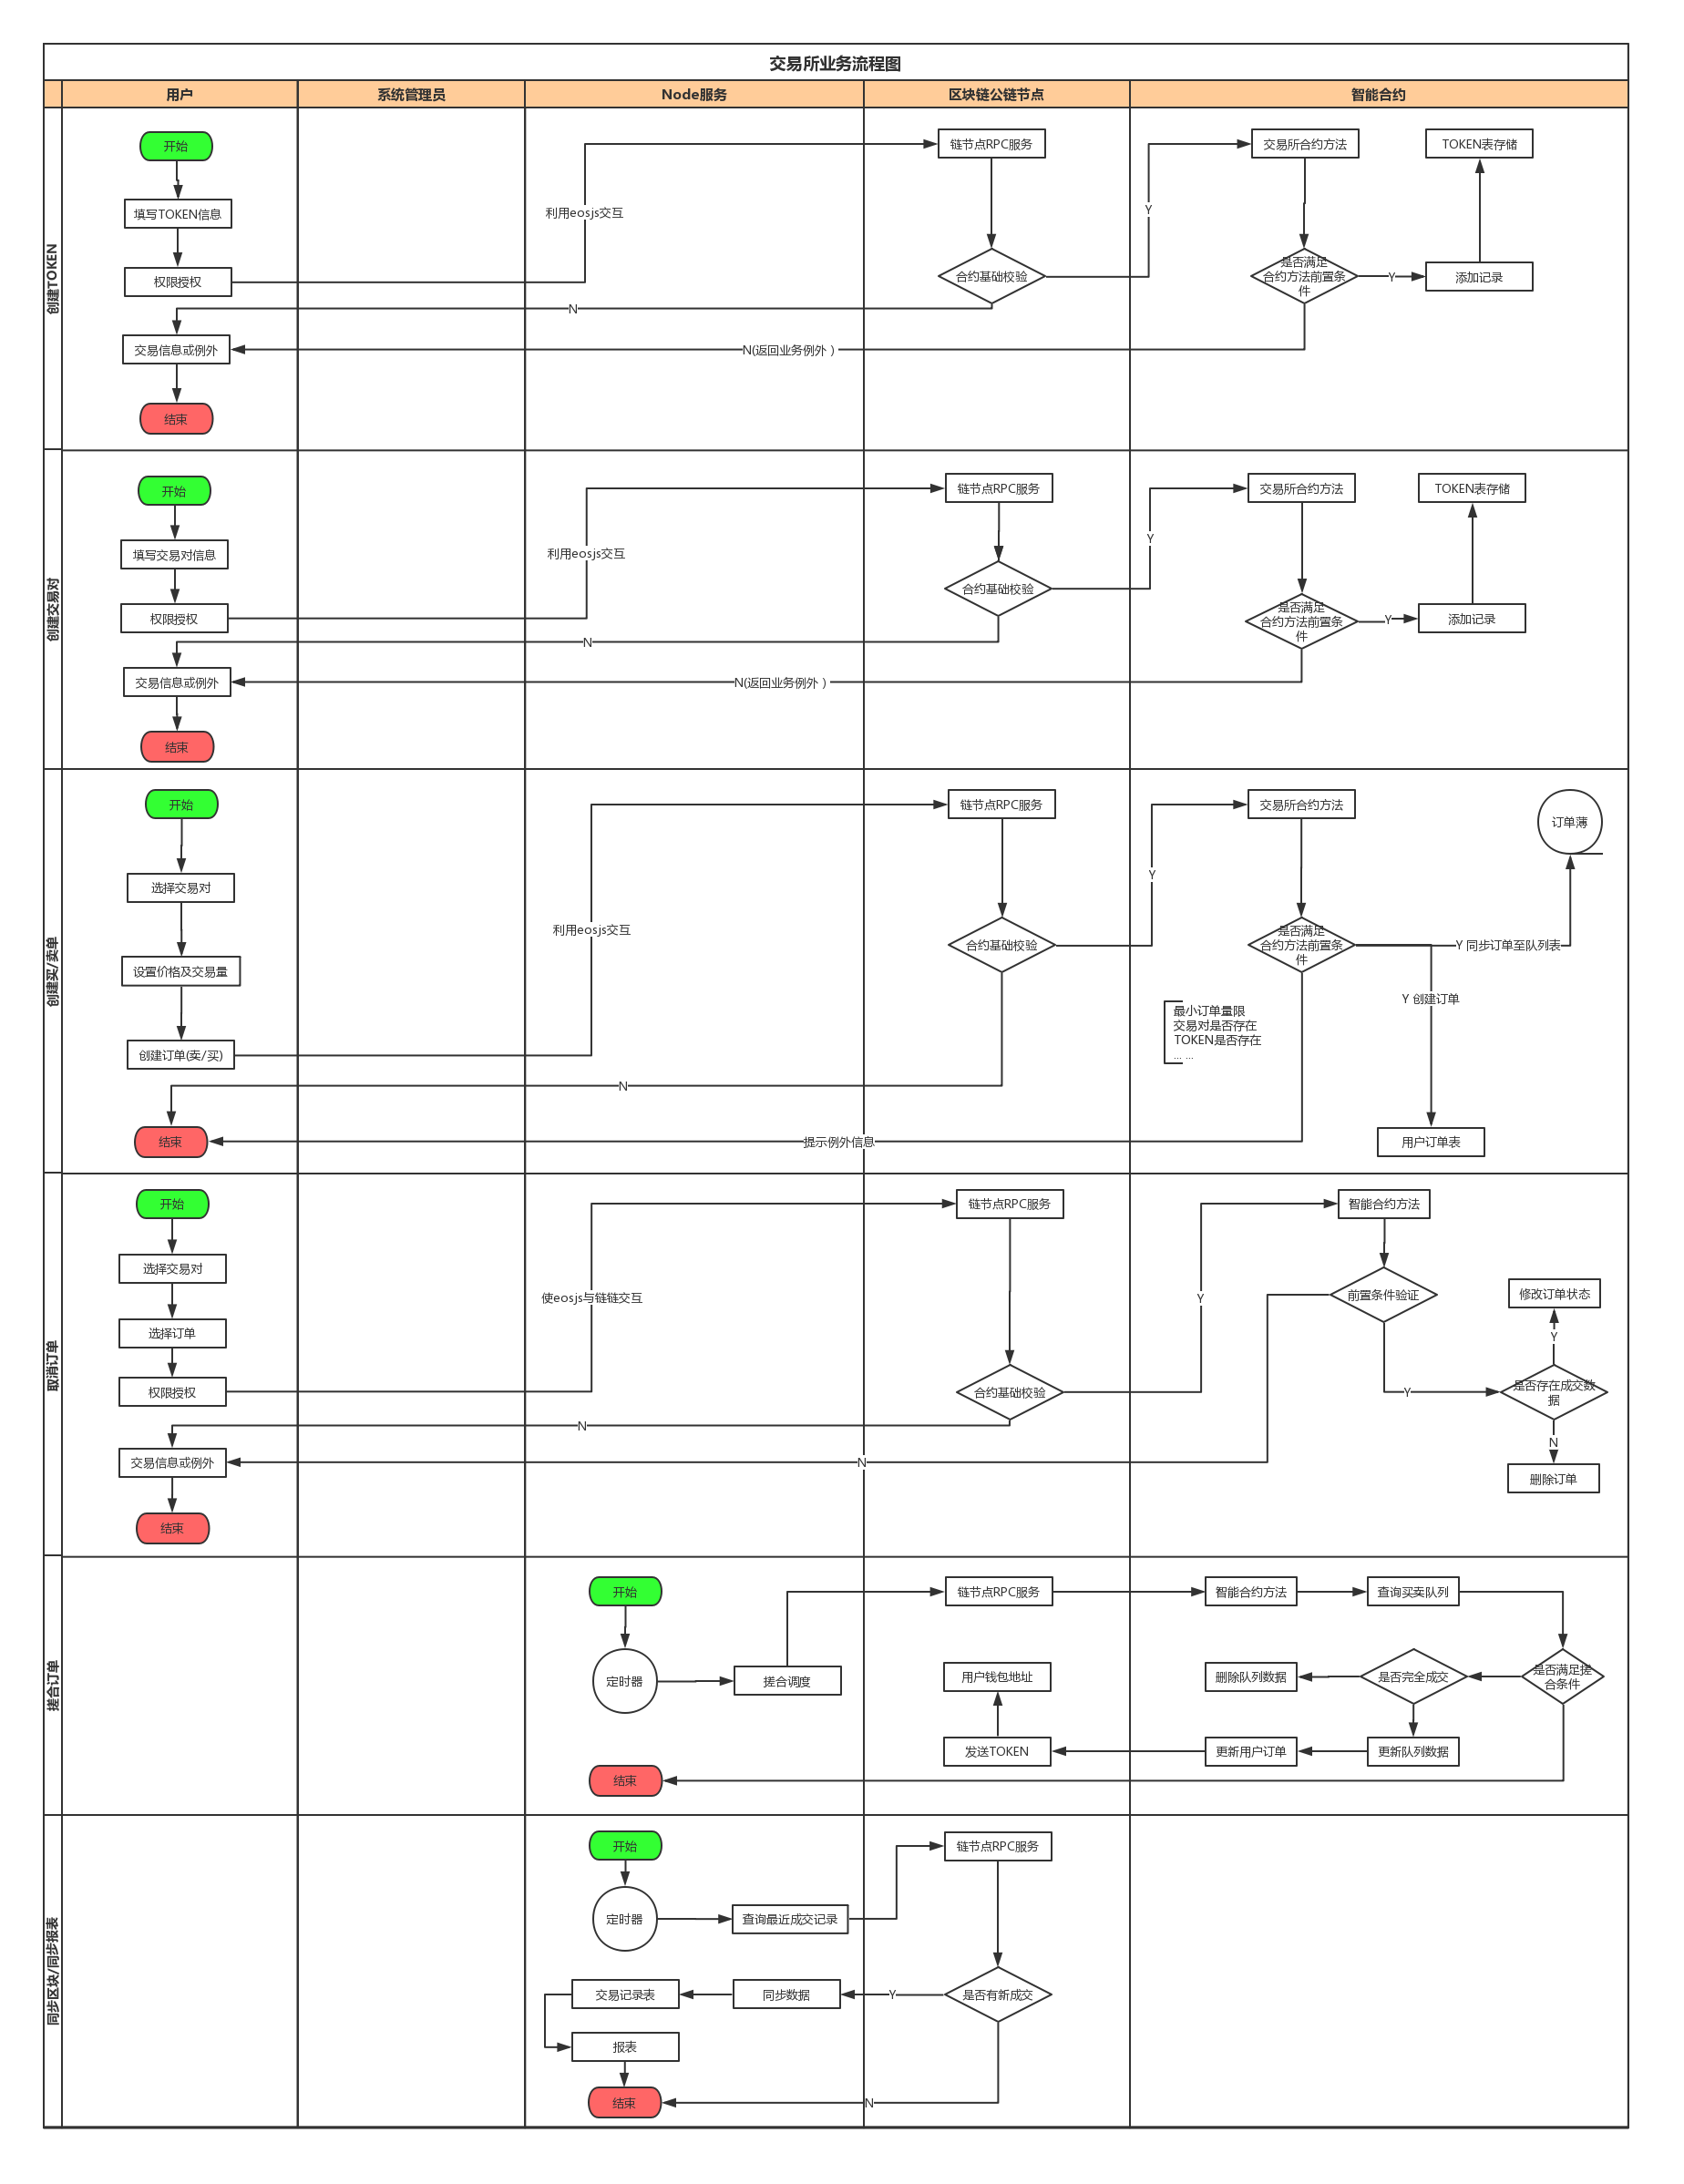 交易所业务流程图
用户
系统管理员
Node服务
区块链公链节点
智能合约
创建TOKEN
开始
填写TOKEN信息
权限授权
交易信息或例外
结束
利用eosjs交互
N
N(返回业务例外 )
链节点RPC服务
合约基础校验
Y
交易所合约方法
是否满足
合约方法前置条
件
Y
添加记录
TOKEN表存储
创建交易对
开始
填写交易对信息
权限授权
交易信息或例外
结束
利用eosjs交互
N
N(返回业务例外 )
链节点RPC服务
合约基础校验
Y
交易所合约方法
是否满足
合约方法前置条
件
Y
添加记录
TOKEN表存储
创建买/卖单
开始
选择交易对
设置价格及交易量
创建订单(卖/买)
结束
利用eosjs交互
N
提示例外信息
链节点RPC服务
合约基础校验
Y
交易所合约方法
是否满足
合约方法前置条
件
最小订单量限
交易对是否存在
TOKEN是否存在
... ...
Y 同步订单至队列表
订单薄
Y 创建订单
用户订单表
取消订单
开始
选择交易对
选择订单
权限授权
交易信息或例外
结束
使eosjs与链链交互
N
N
链节点RPC服务
合约基础校验
Y
智能合约方法
前置条件验证
Y
是否存在成交数
据
Y
修改订单状态
N
删除订单
搓合订单
开始
定时器
搓合调度
结束
链节点RPC服务
用户钱包地址
发送TOKEN
智能合约方法
查询买卖队列
是否满足搓
合条件
是否完全成交
删除队列数据
更新队列数据
更新用户订单
同步区块/同步报表
开始
定时器
查询最近成交记录
链节点RPC服务
是否有新成交
Y
同步数据
交易记录表
报表
N
结束